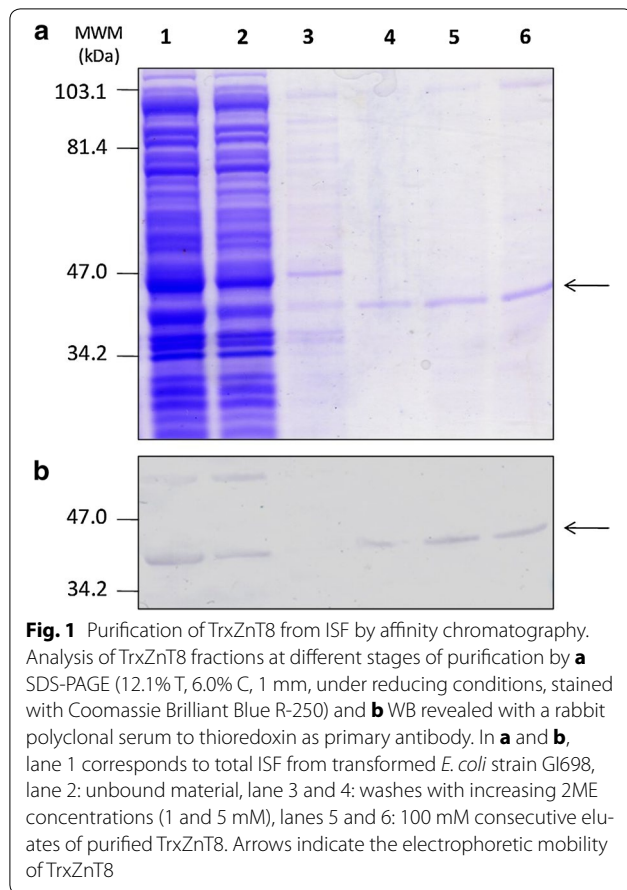 a MWM (kDa) 1 2 3 4 5 6
103.1
81.4
47.0
34.2
b
47.0
34.2
Fig. 1 Purification of TrxZnT8 from ISF by affinity chromatography.
Analysis of TrxZnT8 fractions at different stages of purification by a
SDS-PAGE (12.1% T, 6.0% C, 1 mm, under reducing conditions, stained
with Coomassie Brilliant Blue R-250) and b WB revealed with a rabbit
polyclonal serum to thioredoxin as primary antibody. In a and b,
lane 1 corresponds to total ISF from transformed E. coli strain GI698,
lane 2: unbound material, lane 3 and 4: washes with increasing 2ME
concentrations (1 and 5 mM), lanes 5 and 6: 100 mM consecutive elu-
ates of purified TrxZnT8. Arrows indicate the electrophoretic mobility
of TrxZnT8